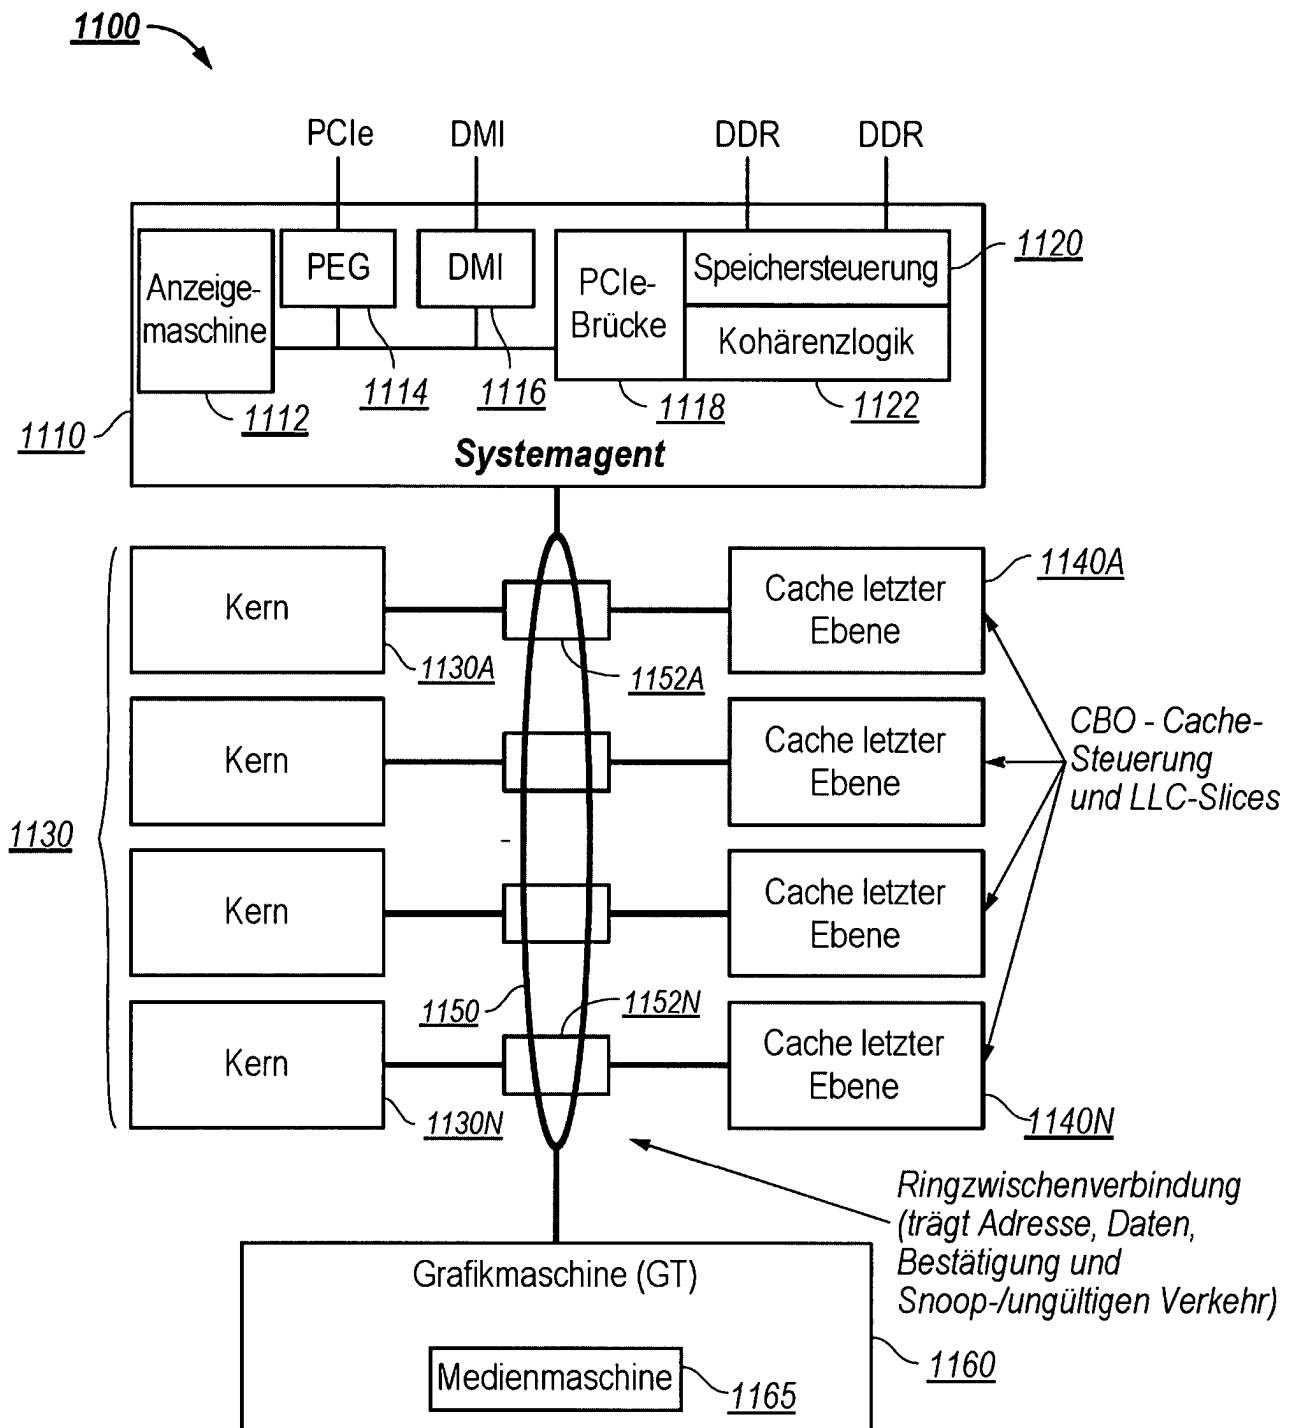 1100
PCIe
DMI
DDR
DDR
Anzeige-
maschine
PEG
DMI
PCIe-
Brücke
Speichersteuerung
Kohärenzlogik
1120
1114
1116
1118
1122
1112
1110
Systemagent
Kern
1130A
1152A
Cache letzter
Ebene
1140A
Kern
Cache letzter
Ebene
CBO - Cache-
Steuerung
und LLC-Slices
1130
Kern
Cache letzter
Ebene
1150
1152N
Kern
1130N
Cache letzter
Ebene
1140N
Ringzwischenverbindung
(trägt Adresse, Daten,
Bestätigung und
Snoop-/ungültigen Verkehr)
Grafikmaschine (GT)
1160
Medienmaschine
1165